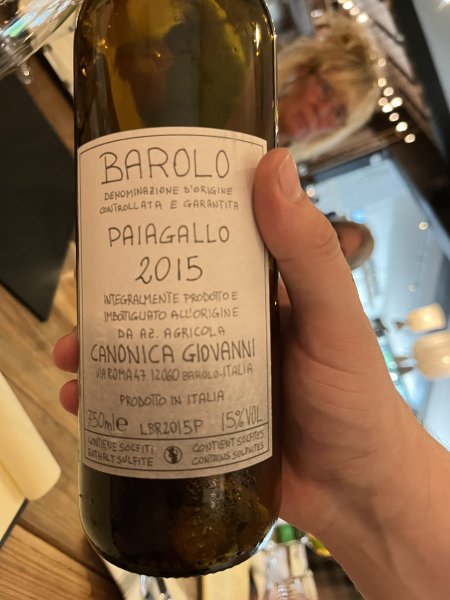 BAROLO
DENOMINAZIONE D'ORIGINE
CONTROLLATA E GARANTITA
PAIAGALLO
2015
INTEGRALMENTE PRODOTTO E
IMBOTTIGLIATO ALL'ORIGINE
DA AZ. AGRICOLA
CANONICA GIOVANNI
VIA ROMA 47 12060 BAROLO-ITALIA
PRODOTTO IN ITALIA
750ml e LBR2015P 15% VOL
CONTIENE SOLFITI CONTIENT SULFITES
ENTHALT SULFITE CONTAINS SULPHITES